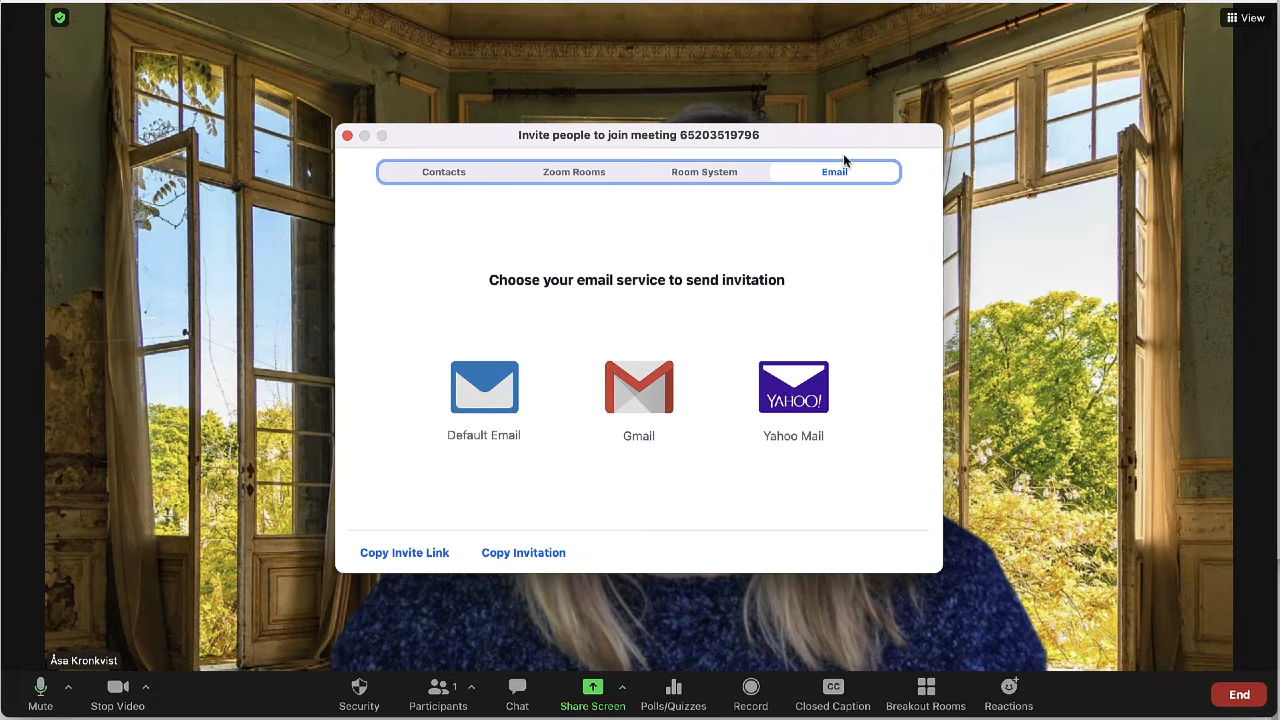 View
Invite people to join meeting 65203519796
Contacts
Zoom Rooms
Room System
Email
Choose your email service to send invitation
YAHOO!
Default Email
Gmail
Yahoo Mail
Copy Invite Link
Copy Invitation
Åsa Kronkvist
1
CC
Mute
Stop Video
Security
Participants
Chat
Share Screen
Polls/Quizzes
Record
Closed Caption
Breakout Rooms
Reactions
End